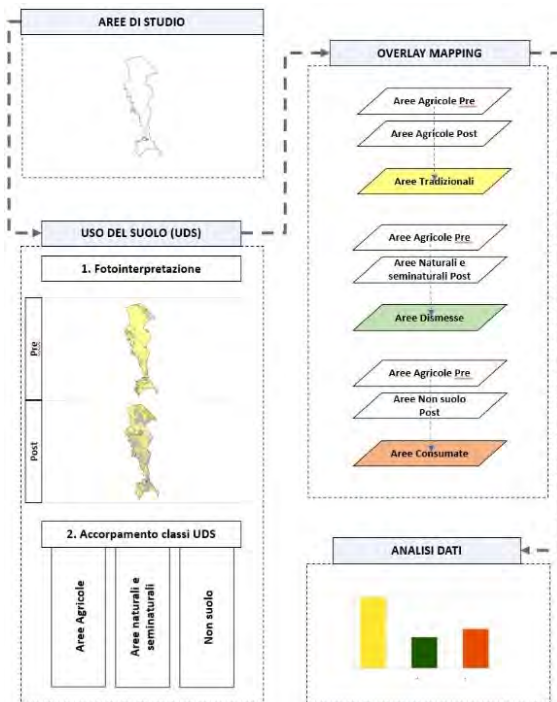 AREE DI STUDIO
USO DEL SUOLO (UDS)
1. Fotointerpretazione
Pre
Post
2. Accorpamento classi UDS
Aree Agricole
Aree naturali e
seminaturali
Non suolo
OVERLAY MAPPING
Aree Agricole Pre
Aree Agricole Post
Aree Tradizionali
Aree Agricole Pre
Aree Naturali e
seminaturali Post
Aree Dismesse
Aree Agricole Pre
Aree Non suolo
Post
Aree Consumate
ANALISI DATI